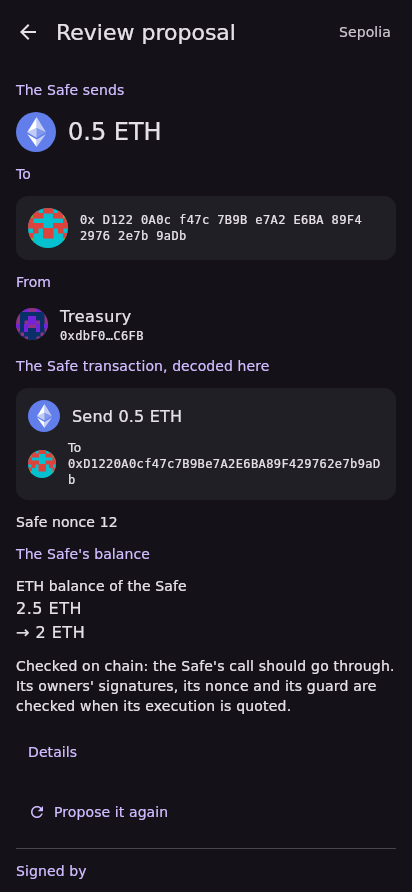 Review proposal
Sepolia
The Safe sends
0.5 ETH
To
0x D122 0A0c f47c 7B9B e7A2 E6BA 89F4
2976 2e7b 9aDb
From
Treasury
0xdbF0…C6FB
The Safe transaction, decoded here
Send 0.5 ETH
To
0xD1220A0cf47c7B9Be7A2E6BA89F429762e7b9aD
b
Safe nonce 12
The Safe's balance
ETH balance of the Safe
2.5 ETH
→ 2 ETH
Checked on chain: the Safe's call should go through.
Its owners' signatures, its nonce and its guard are
checked when its execution is quoted.
Details
Propose it again
Signed by